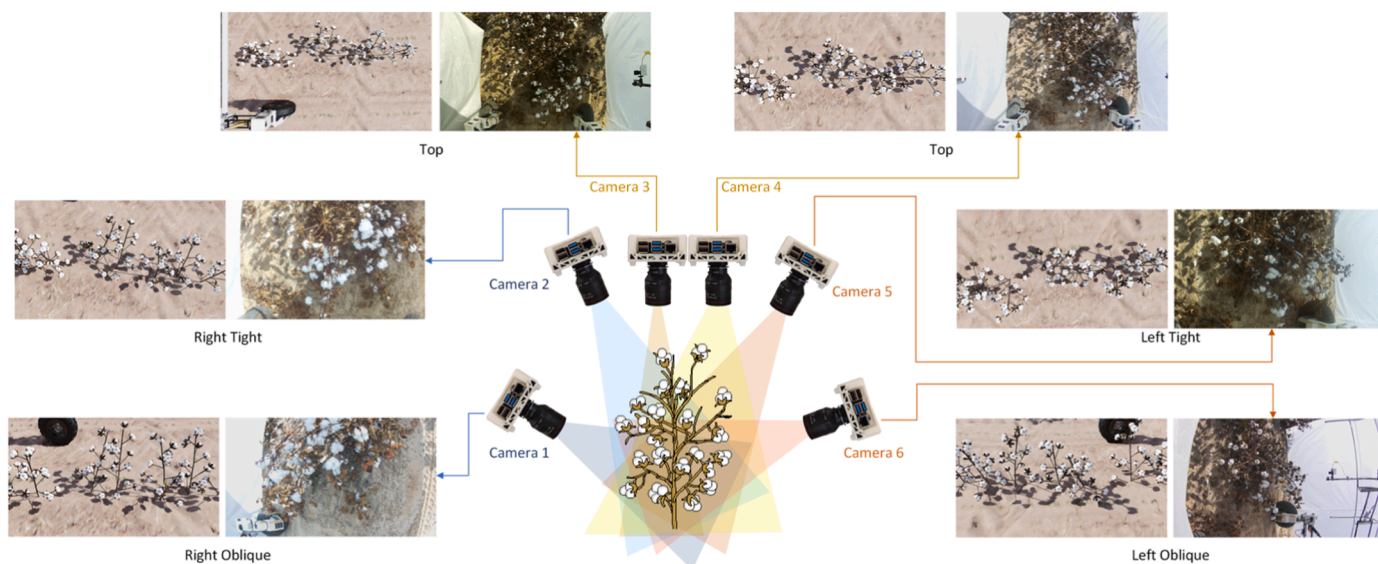 Top
Top
Camera 3
Camera 4
Right Tight
Camera 2
Camera 5
Left Tight
Camera 1
Camera 6
Right Oblique
Left Oblique